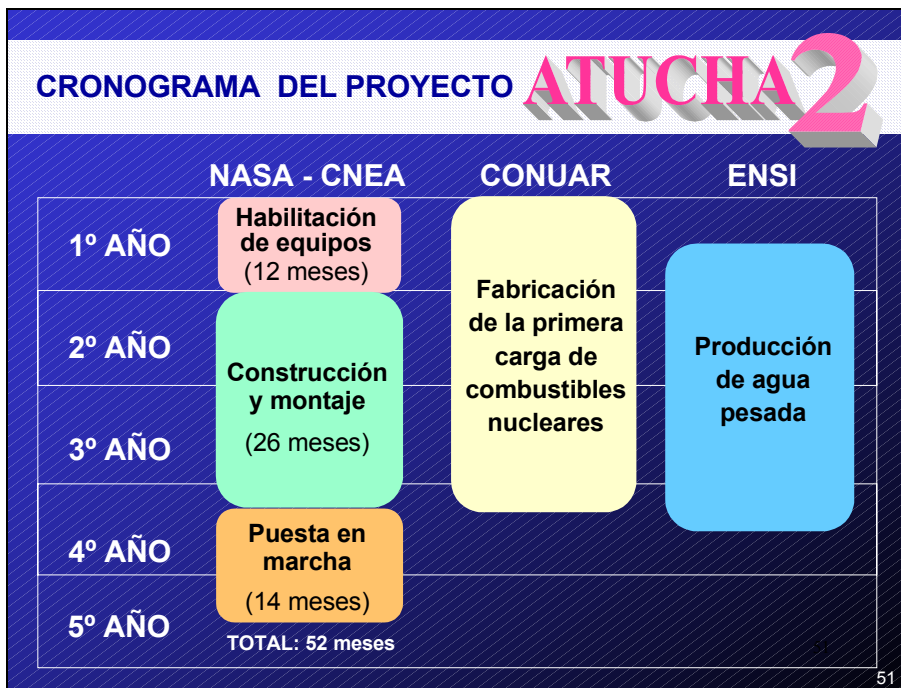 CRONOGRAMA DEL PROYECTO ATUCHA 2
NASA - CNEA
CONUAR
ENSI
1º AÑO
2º AÑO
3º AÑO
4º AÑO
5º AÑO
Habilitación
de equipos
(12 meses)
Construcción
y montaje
(26 meses)
Puesta en
marcha
(14 meses)
TOTAL: 52 meses
Fabricación
de la primera
carga de
combustibles
nucleares
Producción
de agua
pesada
51
51